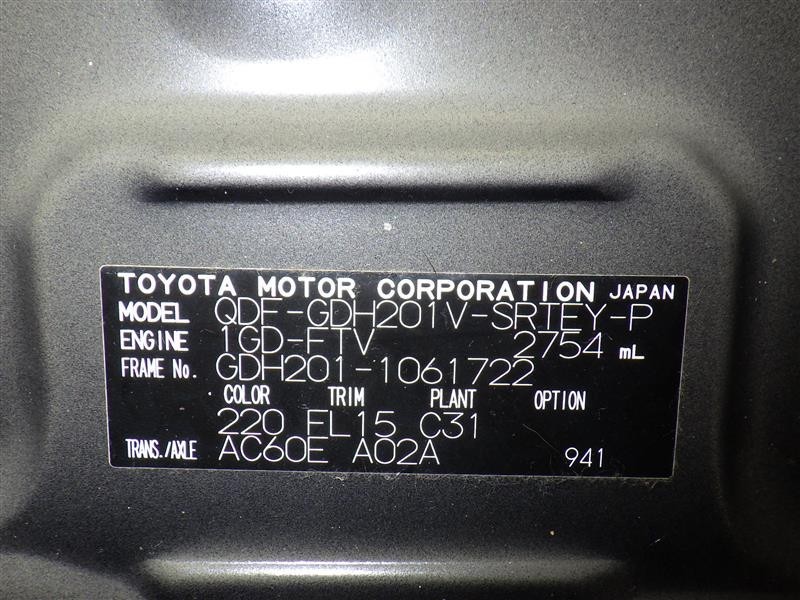 TOYOTA MOTOR CORPORATION JAPAN
MODEL QDF-GDH201V-SRTEY-P
ENGINE 1GD-FTV 2754 mL
FRAME No. GDH201-1061722
COLOR TRIM PLANT OPTION
220 FL15 C31
TRANS./AXLE AC60E A02A 941